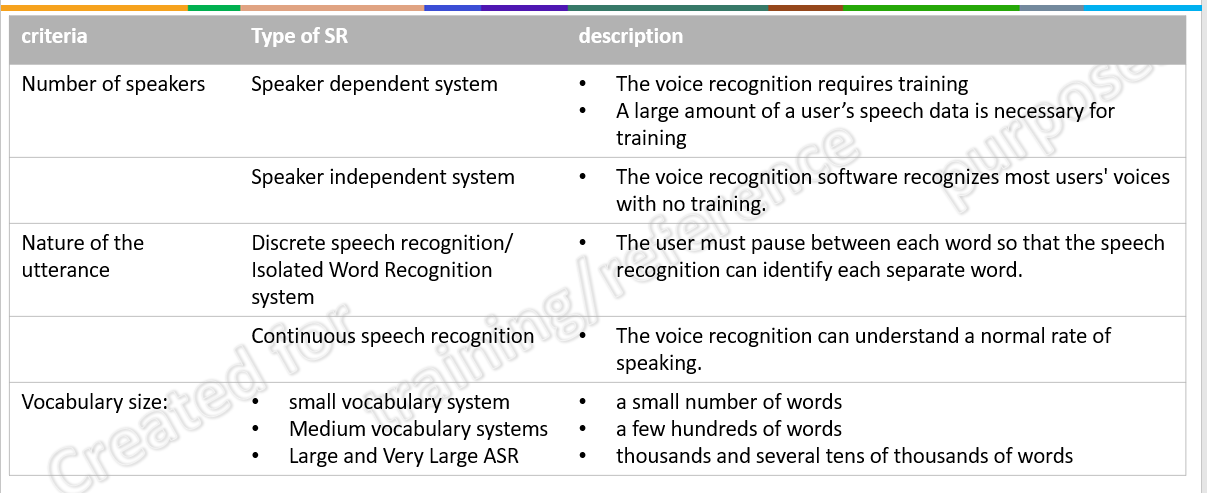 criteria Type of SR description
Number of speakers Speaker dependent system • The voice recognition requires training
• A large amount of a user’s speech data is necessary for
training
Speaker independent system • The voice recognition software recognizes most users' voices
with no training.
Nature of the Discrete speech recognition/ • The user must pause between each word so that the speech
utterance Isolated Word Recognition recognition can identify each separate word.
system
Continuous speech recognition • The voice recognition can understand a normal rate of
speaking.
Vocabulary size: • small vocabulary system • a small number of words
• Medium vocabulary systems • a few hundreds of words
• Large and Very Large ASR • thousands and several tens of thousands of words
Created for
training/reference
purposes